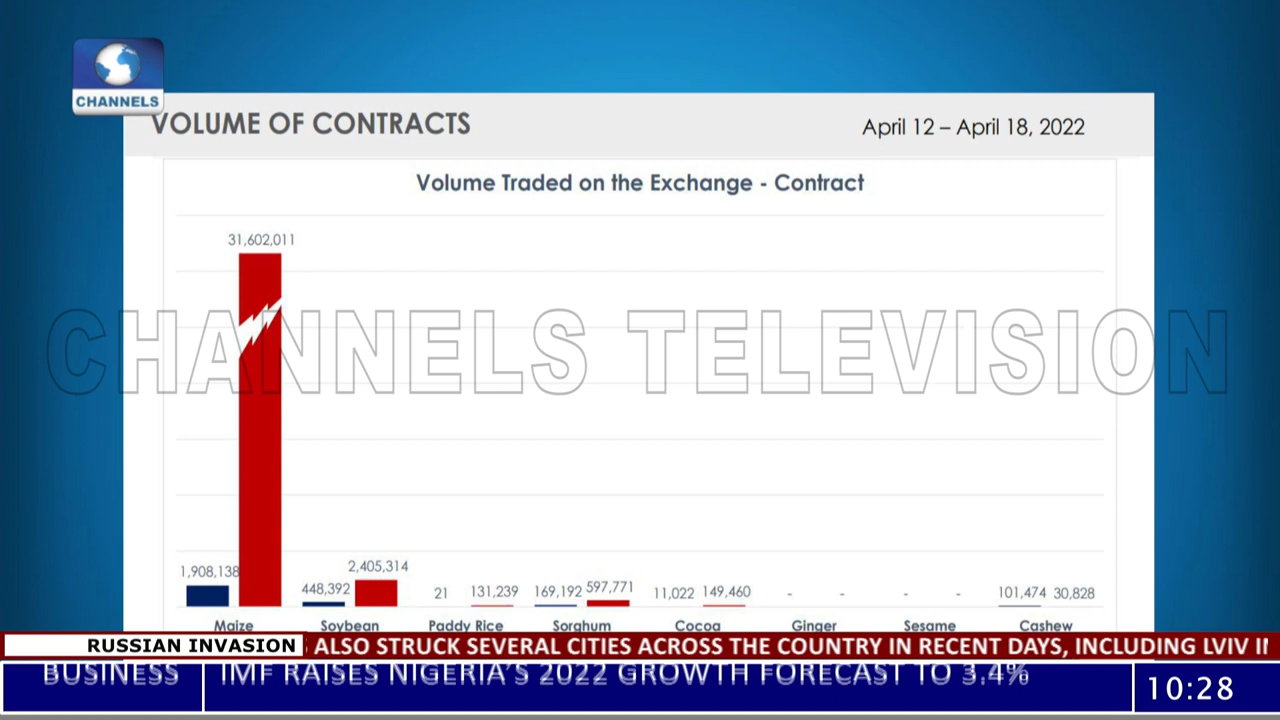 CHANNELS
VOLUME OF CONTRACTS
April 12 – April 18, 2022
Volume Traded on the Exchange - Contract
31,602,011
CHANNELS TELEVISION
1,908,138
448,392
2,405,314
21
131,239
169,192
597,771
11,022
149,460
-
-
-
-
101,474
30,828
Maize
Soybean
Paddy Rice
Sorghum
Cocoa
Ginger
Sesame
Cashew
RUSSIAN INVASION
ALSO STRUCK SEVERAL CITIES ACROSS THE COUNTRY IN RECENT DAYS, INCLUDING LVIV
BUSINESS
IMF RAISES NIGERIA'S 2022 GROWTH FORECAST TO 3.4%
10:28